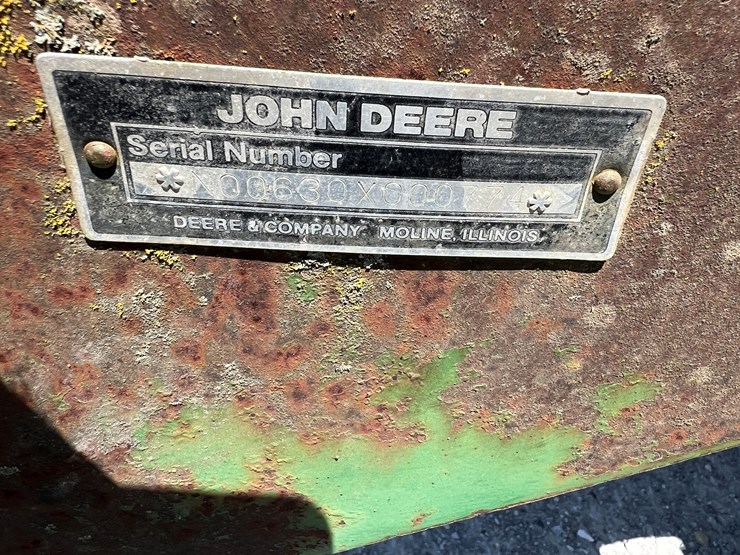 JOHN DEERE
Serial Number
DEERE & COMPANY MOLINE, ILLINOIS